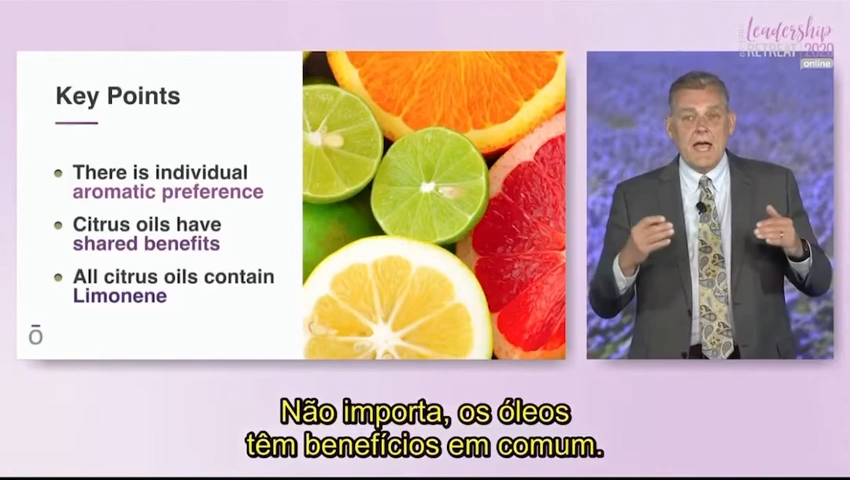 Leadership
RETREAT 2020
online
Key Points
There is individual
aromatic preference
Citrus oils have
shared benefits
All citrus oils contain
Limonene
ō
Não importa, os óleos
têm benefícios em comum.